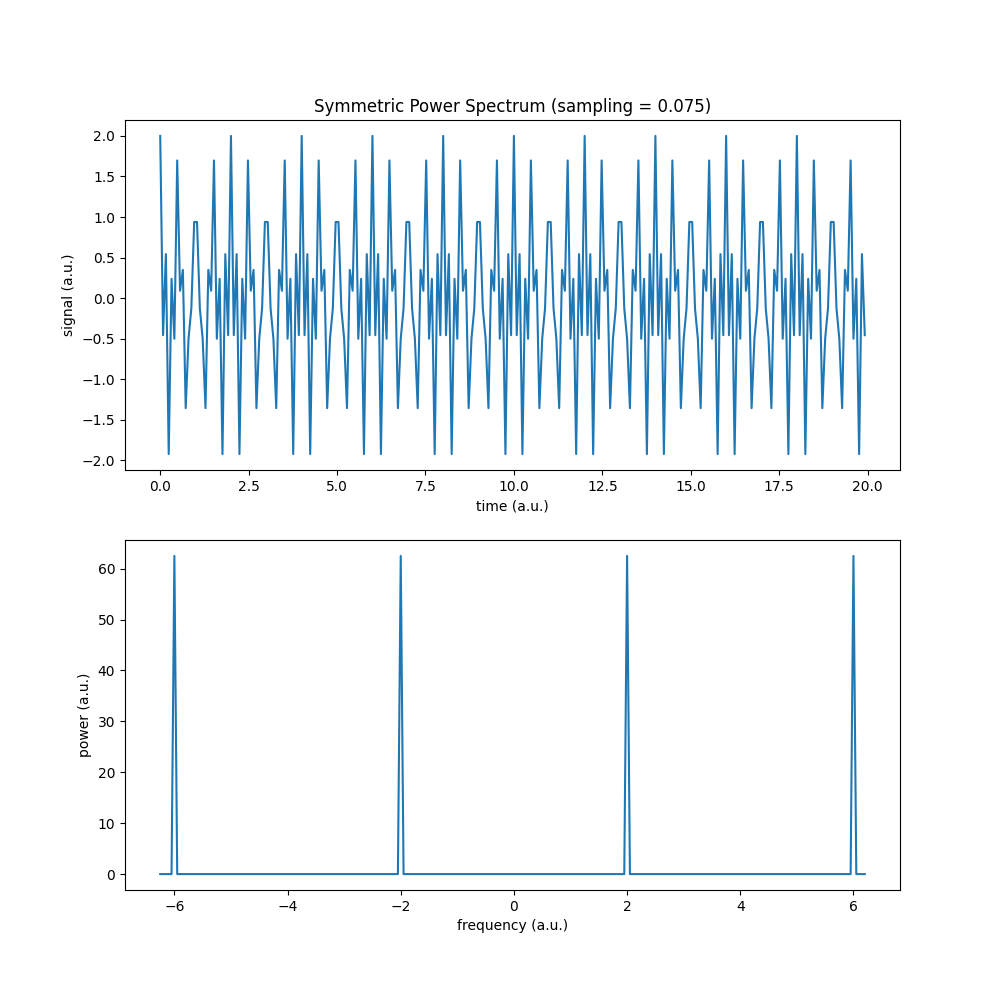 Symmetric Power Spectrum (sampling = 0.075)
2.0
1.5
1.0
0.5
0.0
−0.5
−1.0
−1.5
−2.0
signal (a.u.)
0.0 2.5 5.0 7.5 10.0 12.5 15.0 17.5 20.0
time (a.u.)
60
50
40
30
20
10
0
power (a.u.)
−6 −4 −2 0 2 4 6
frequency (a.u.)